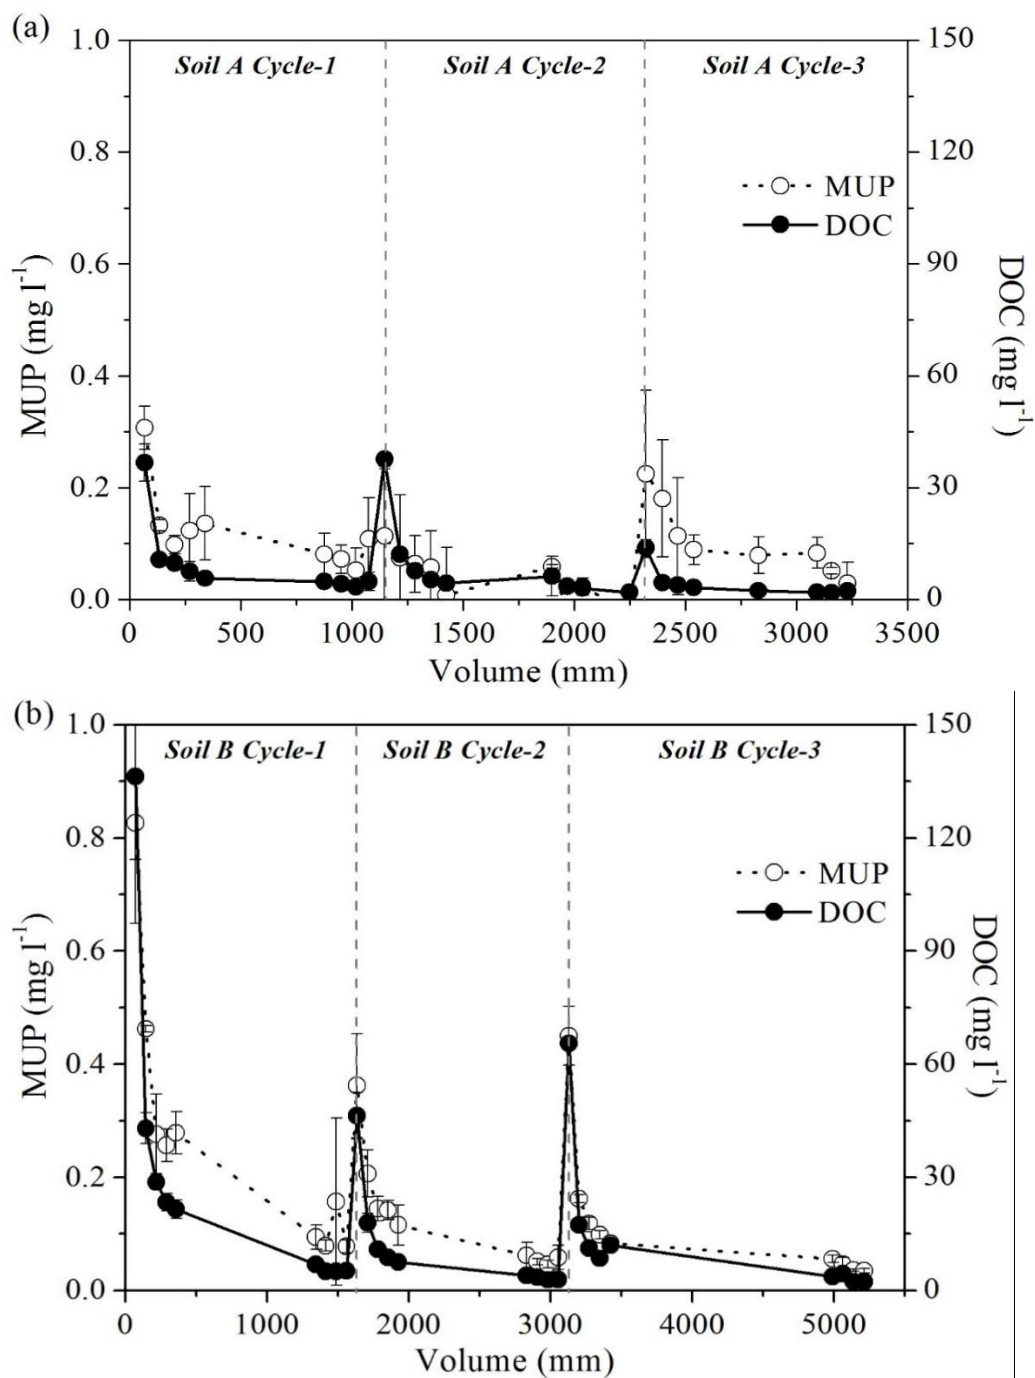 (a)
Soil A Cycle-1 Soil A Cycle-2 Soil A Cycle-3
MUP
DOC
MUP (mg l-1)
1.0
0.8
0.6
0.4
0.2
0.0
DOC (mg l-1)
150
120
90
60
30
0
0 500 1000 1500 2000 2500 3000 3500
Volume (mm)
(b)
Soil B Cycle-1 Soil B Cycle-2 Soil B Cycle-3
MUP
DOC
MUP (mg l-1)
1.0
0.8
0.6
0.4
0.2
0.0
DOC (mg l-1)
150
120
90
60
30
0
0 1000 2000 3000 4000 5000
Volume (mm)